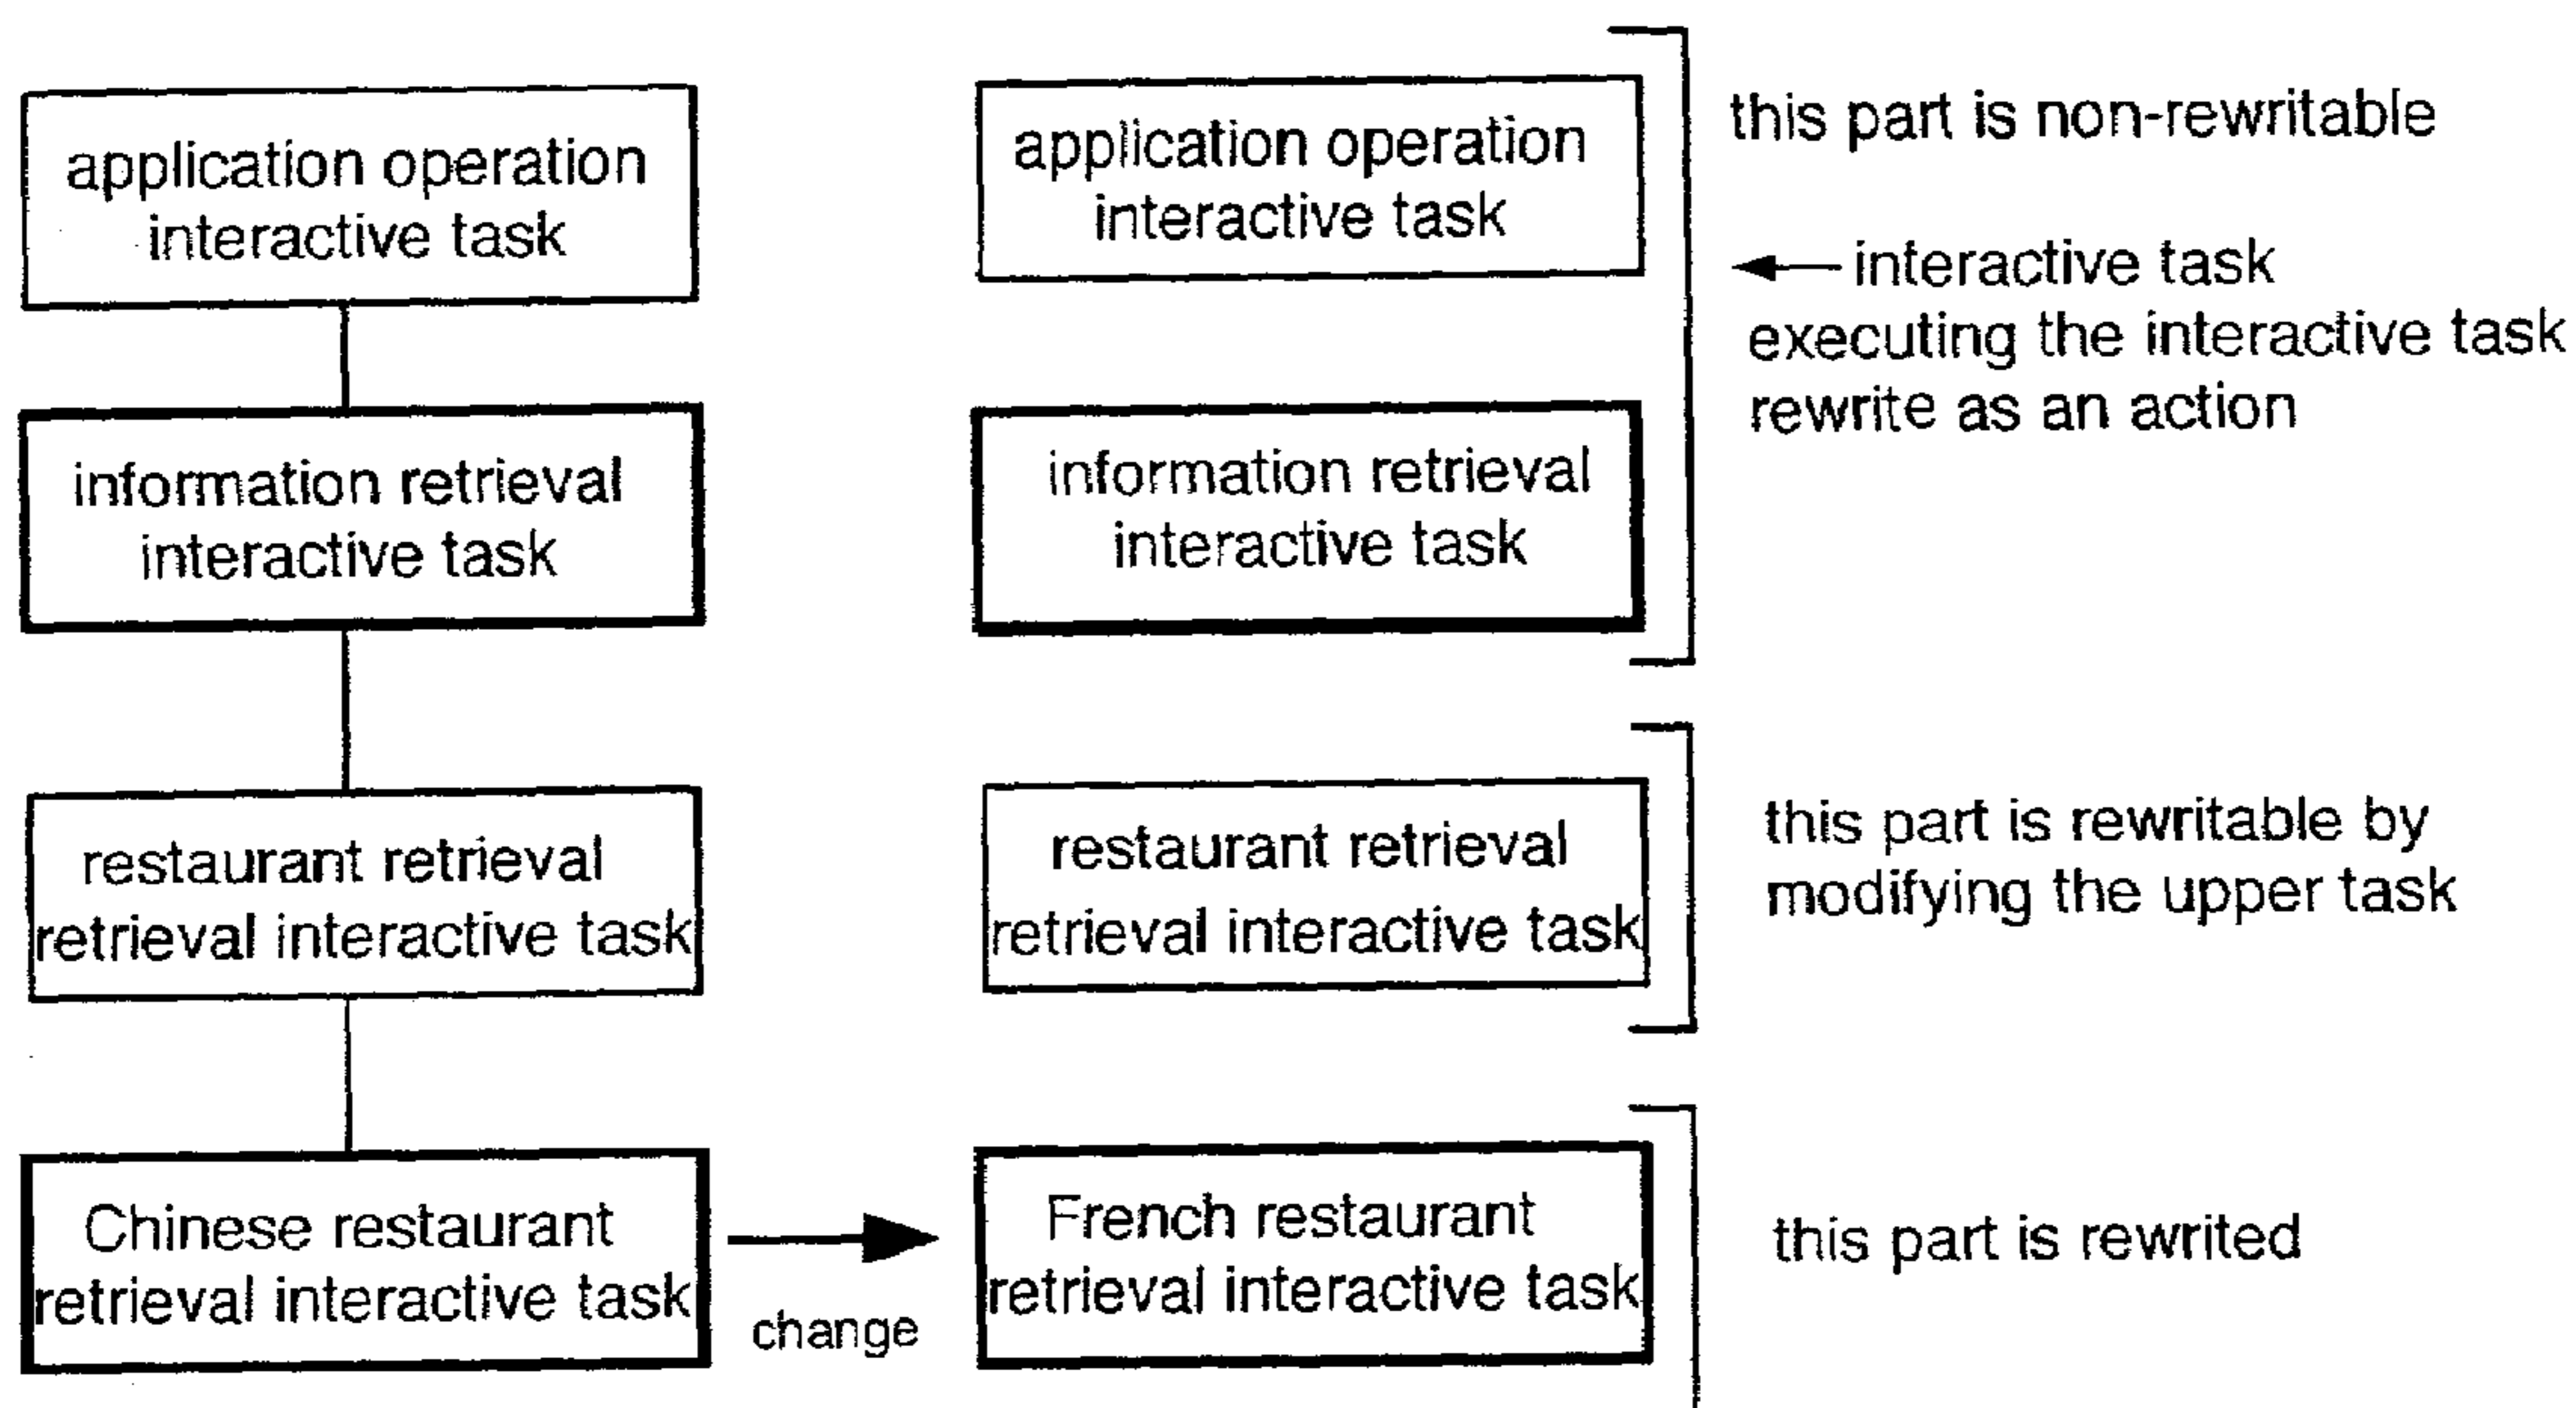 application operation
interactive task
information retrieval
interactive task
restaurant retrieval
retrieval interactive task
Chinese restaurant
retrieval interactive task
change
application operation
interactive task
information retrieval
interactive task
restaurant retrieval
retrieval interactive task
French restaurant
retrieval interactive task
this part is non-rewritable
interactive task
executing the interactive task
rewrite as an action
this part is rewritable by
modifying the upper task
this part is rewrited